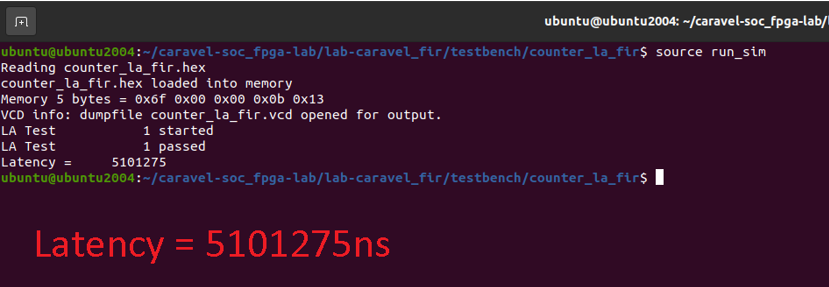 ubuntu@ubuntu2004: ~/caravel-soc_fpga-lab/
ubuntu@ubuntu2004:~/caravel-soc_fpga-lab/lab-caravel_fir/testbench/counter_la_fir$ source run_sim
Reading counter_la_fir.hex
counter_la_fir.hex loaded into memory
Memory 5 bytes = 0x6f 0x00 0x00 0x0b 0x13
VCD info: dumpfile counter_la_fir.vcd opened for output.
LA Test 1 started
LA Test 1 passed
Latency = 5101275
ubuntu@ubuntu2004:~/caravel-soc_fpga-lab/lab-caravel_fir/testbench/counter_la_fir$
Latency = 5101275ns